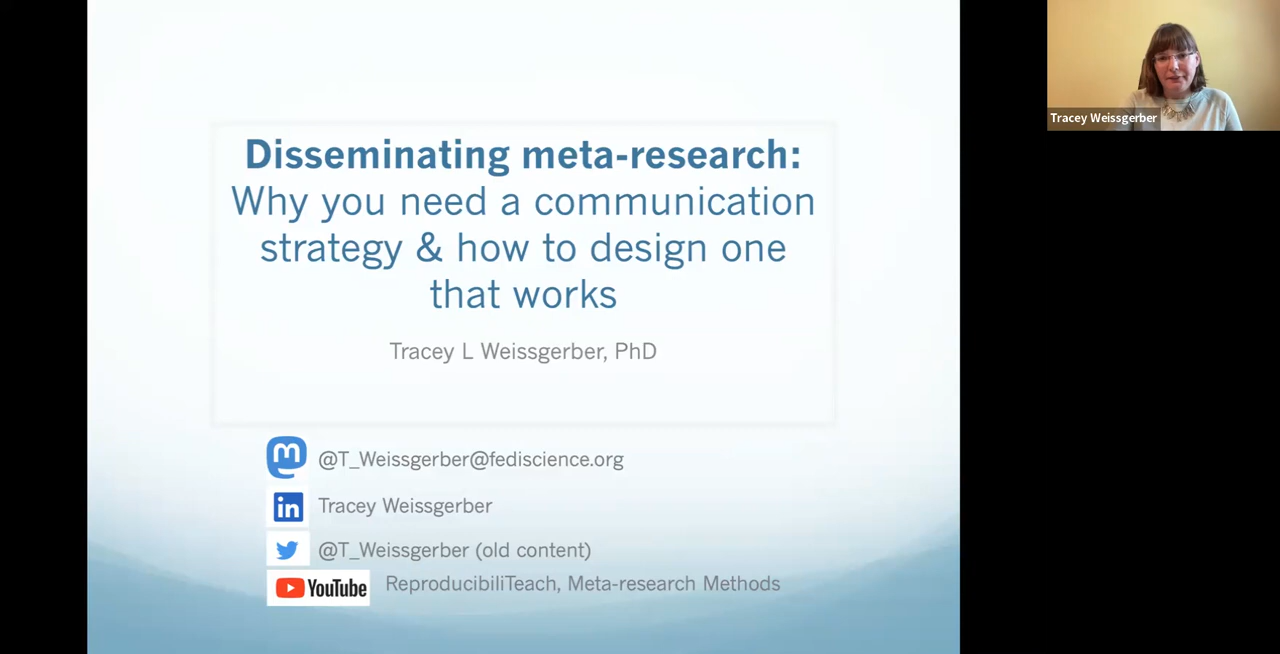 Disseminating meta-research:
Why you need a communication
strategy & how to design one
that works
Tracey L Weissgerber, PhD
@T_Weissgerber@fediscience.org
in Tracey Weissgerber
@T_Weissgerber (old content)
YouTube ReproducibiliTeach, Meta-research Methods
Tracey Weissgerber